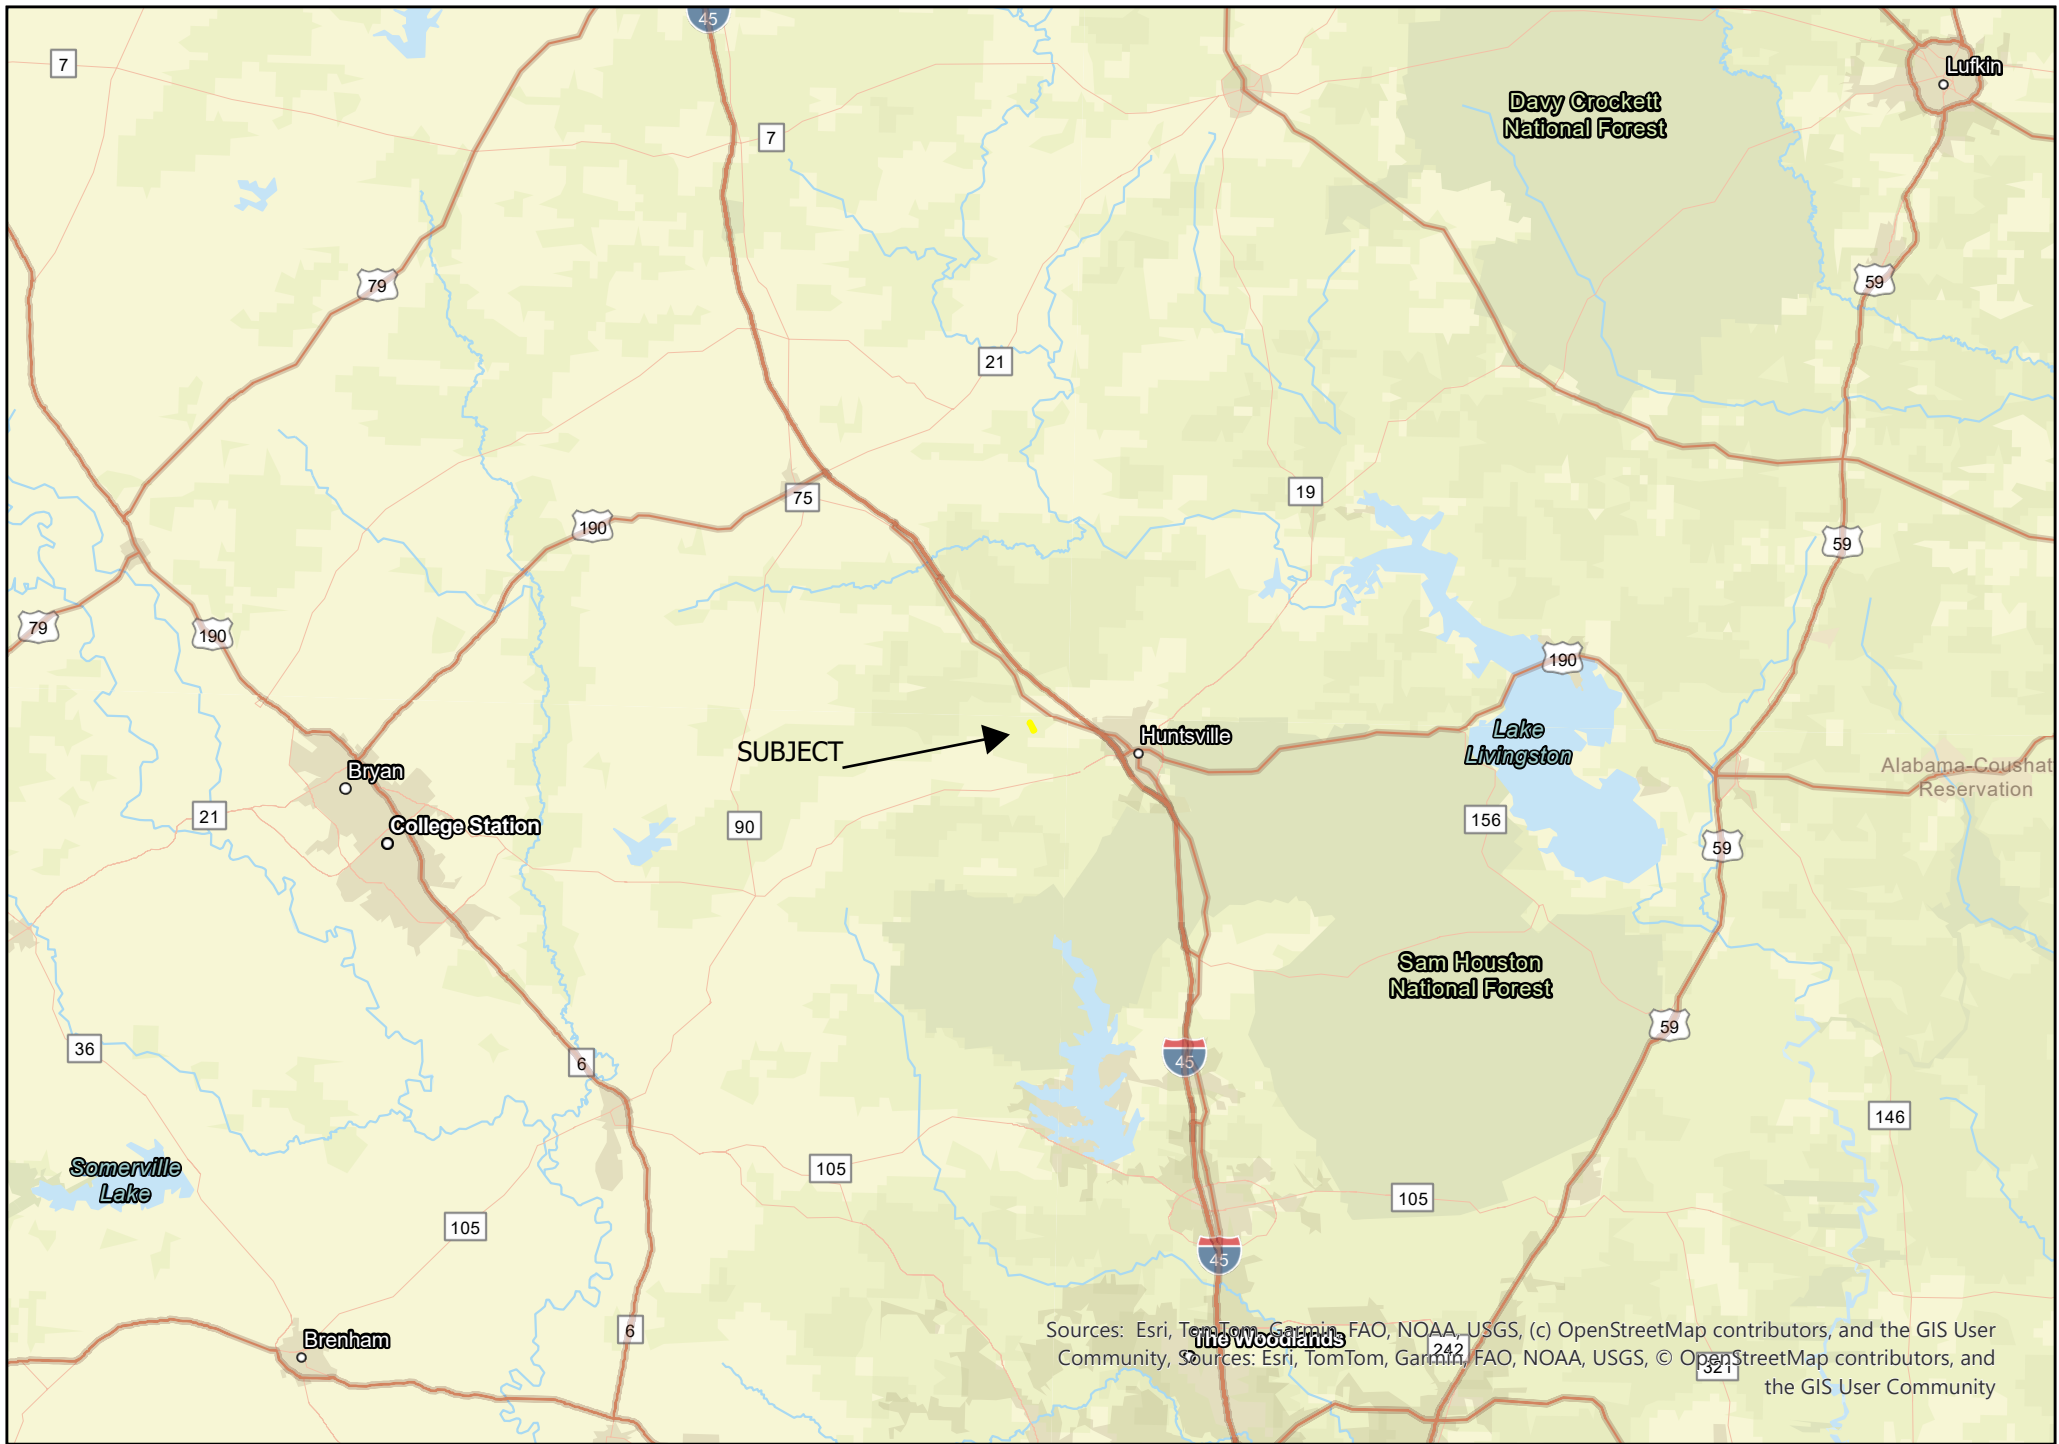 45
7
Lufkin
Davy Crockett
National Forest
7
79
59
21
75
19
190
59
79
190
190
Huntsville
Lake
Livingston
SUBJECT
Alabama-Coushat
Reservation
Bryan
21
College Station
90
156
59
Sam Houston
National Forest
59
36
6
45
146
Somerville
Lake
105
105
105
45
Brenham
6
The Woodlands
242
321
Sources: Esri, TomTom, Garmin, FAO, NOAA, USGS, (c) OpenStreetMap contributors, and the GIS User
Community, Sources: Esri, TomTom, Garmin, FAO, NOAA, USGS, © OpenStreetMap contributors, and
the GIS User Community